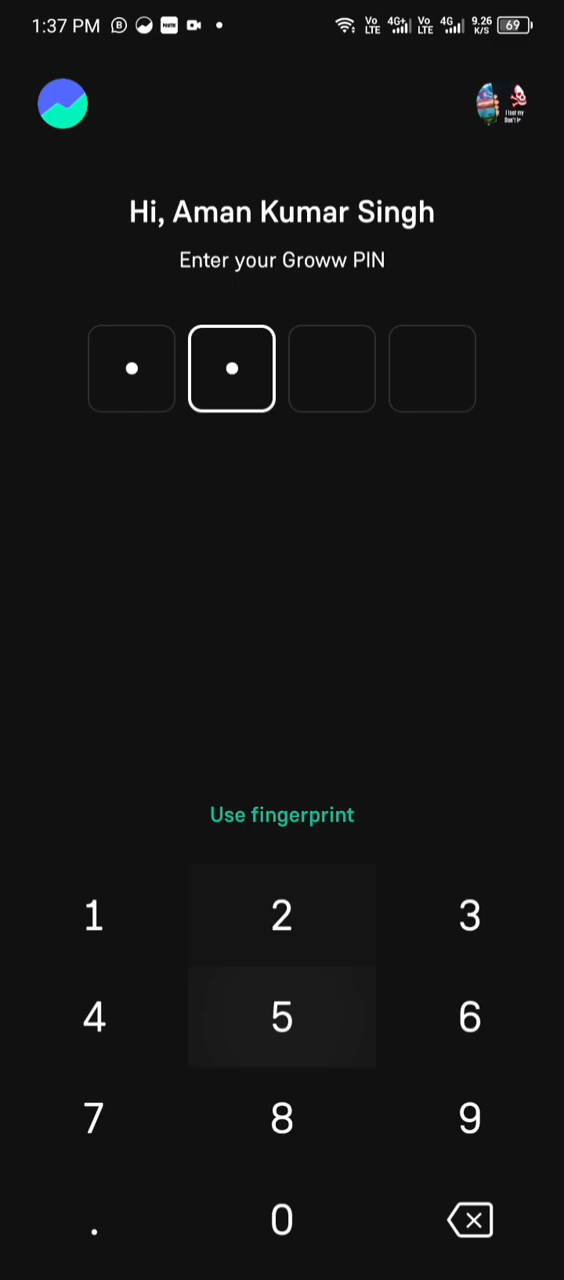 1:37 PM
Vo LTE 4G+ Vo LTE 4G 9.26 K/S 69
Hi, Aman Kumar Singh
Enter your Groww PIN
Use fingerprint
1 2 3
4 5 6
7 8 9
. 0